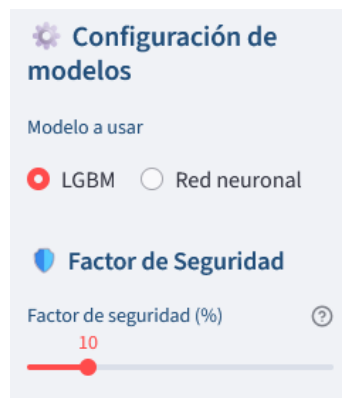 Configuración de
modelos
Modelo a usar
LGBM Red neuronal
Factor de Seguridad
Factor de seguridad (%) ?
10